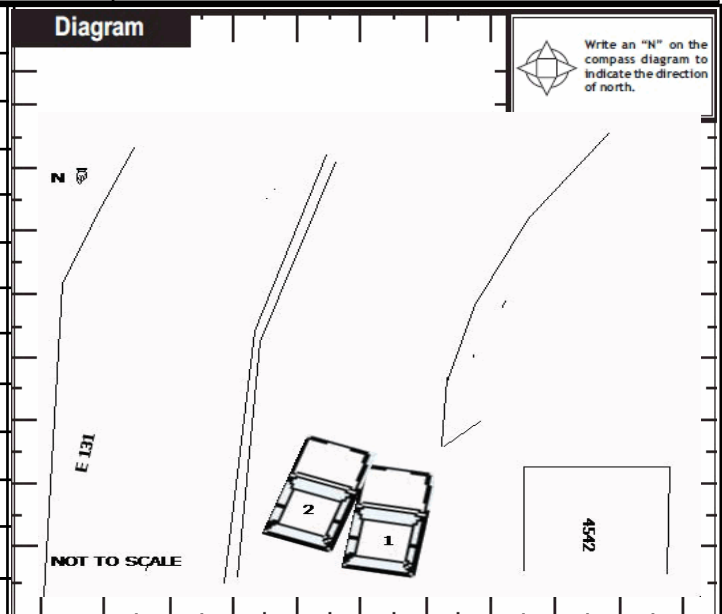 Diagram
Write an “N” on the
compass diagram to
indicate the direction
of north.
N
E 131
2
1
4542
NOT TO SCALE